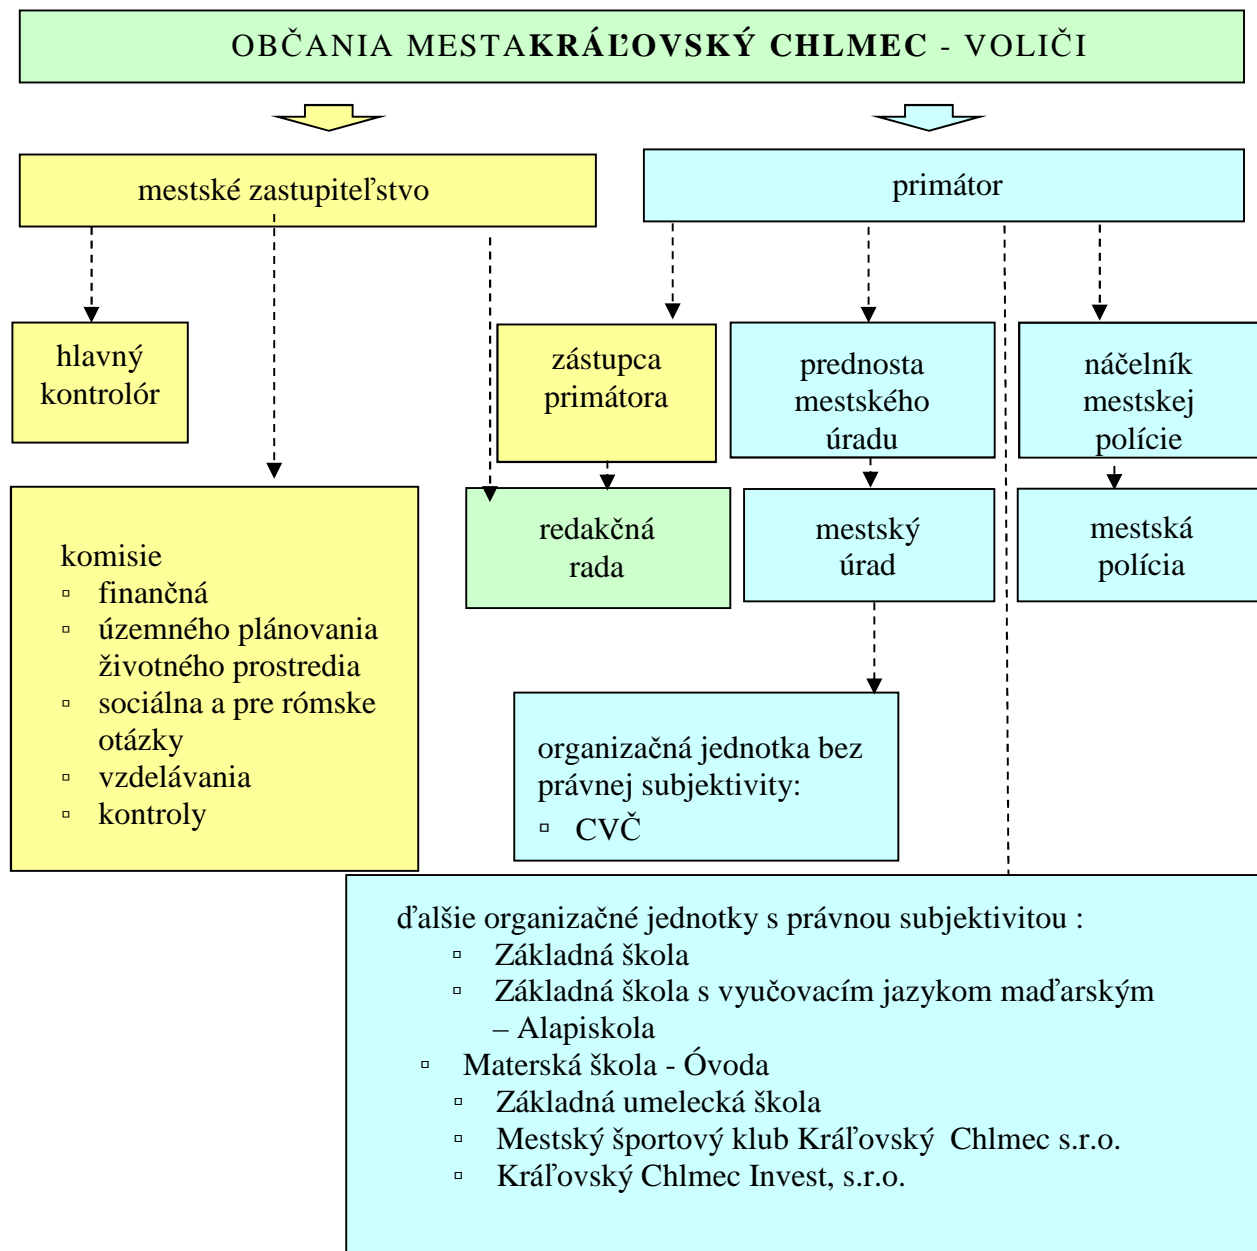 OBČANIA MESTAKRÁĽOVSKÝ CHLMEC - VOLIČI
mestské zastupiteľstvo
primátor
hlavný
kontrolór
zástupca
primátora
prednosta
mestského
úradu
náčelník
mestskej
polície
komisie
▫ finančná
▫ územného plánovania
životného prostredia
▫ sociálna a pre rómske
otázky
▫ vzdelávania
▫ kontroly
redakčná
rada
mestský
úrad
mestská
polícia
organizačná jednotka bez
právnej subjektivity:
▫ CVČ
ďalšie organizačné jednotky s právnou subjektivitou :
▫ Základná škola
▫ Základná škola s vyučovacím jazykom maďarským
– Alapiskola
▫ Materská škola - Óvoda
▫ Základná umelecká škola
▫ Mestský športový klub Kráľovský Chlmec s.r.o.
▫ Kráľovský Chlmec Invest, s.r.o.